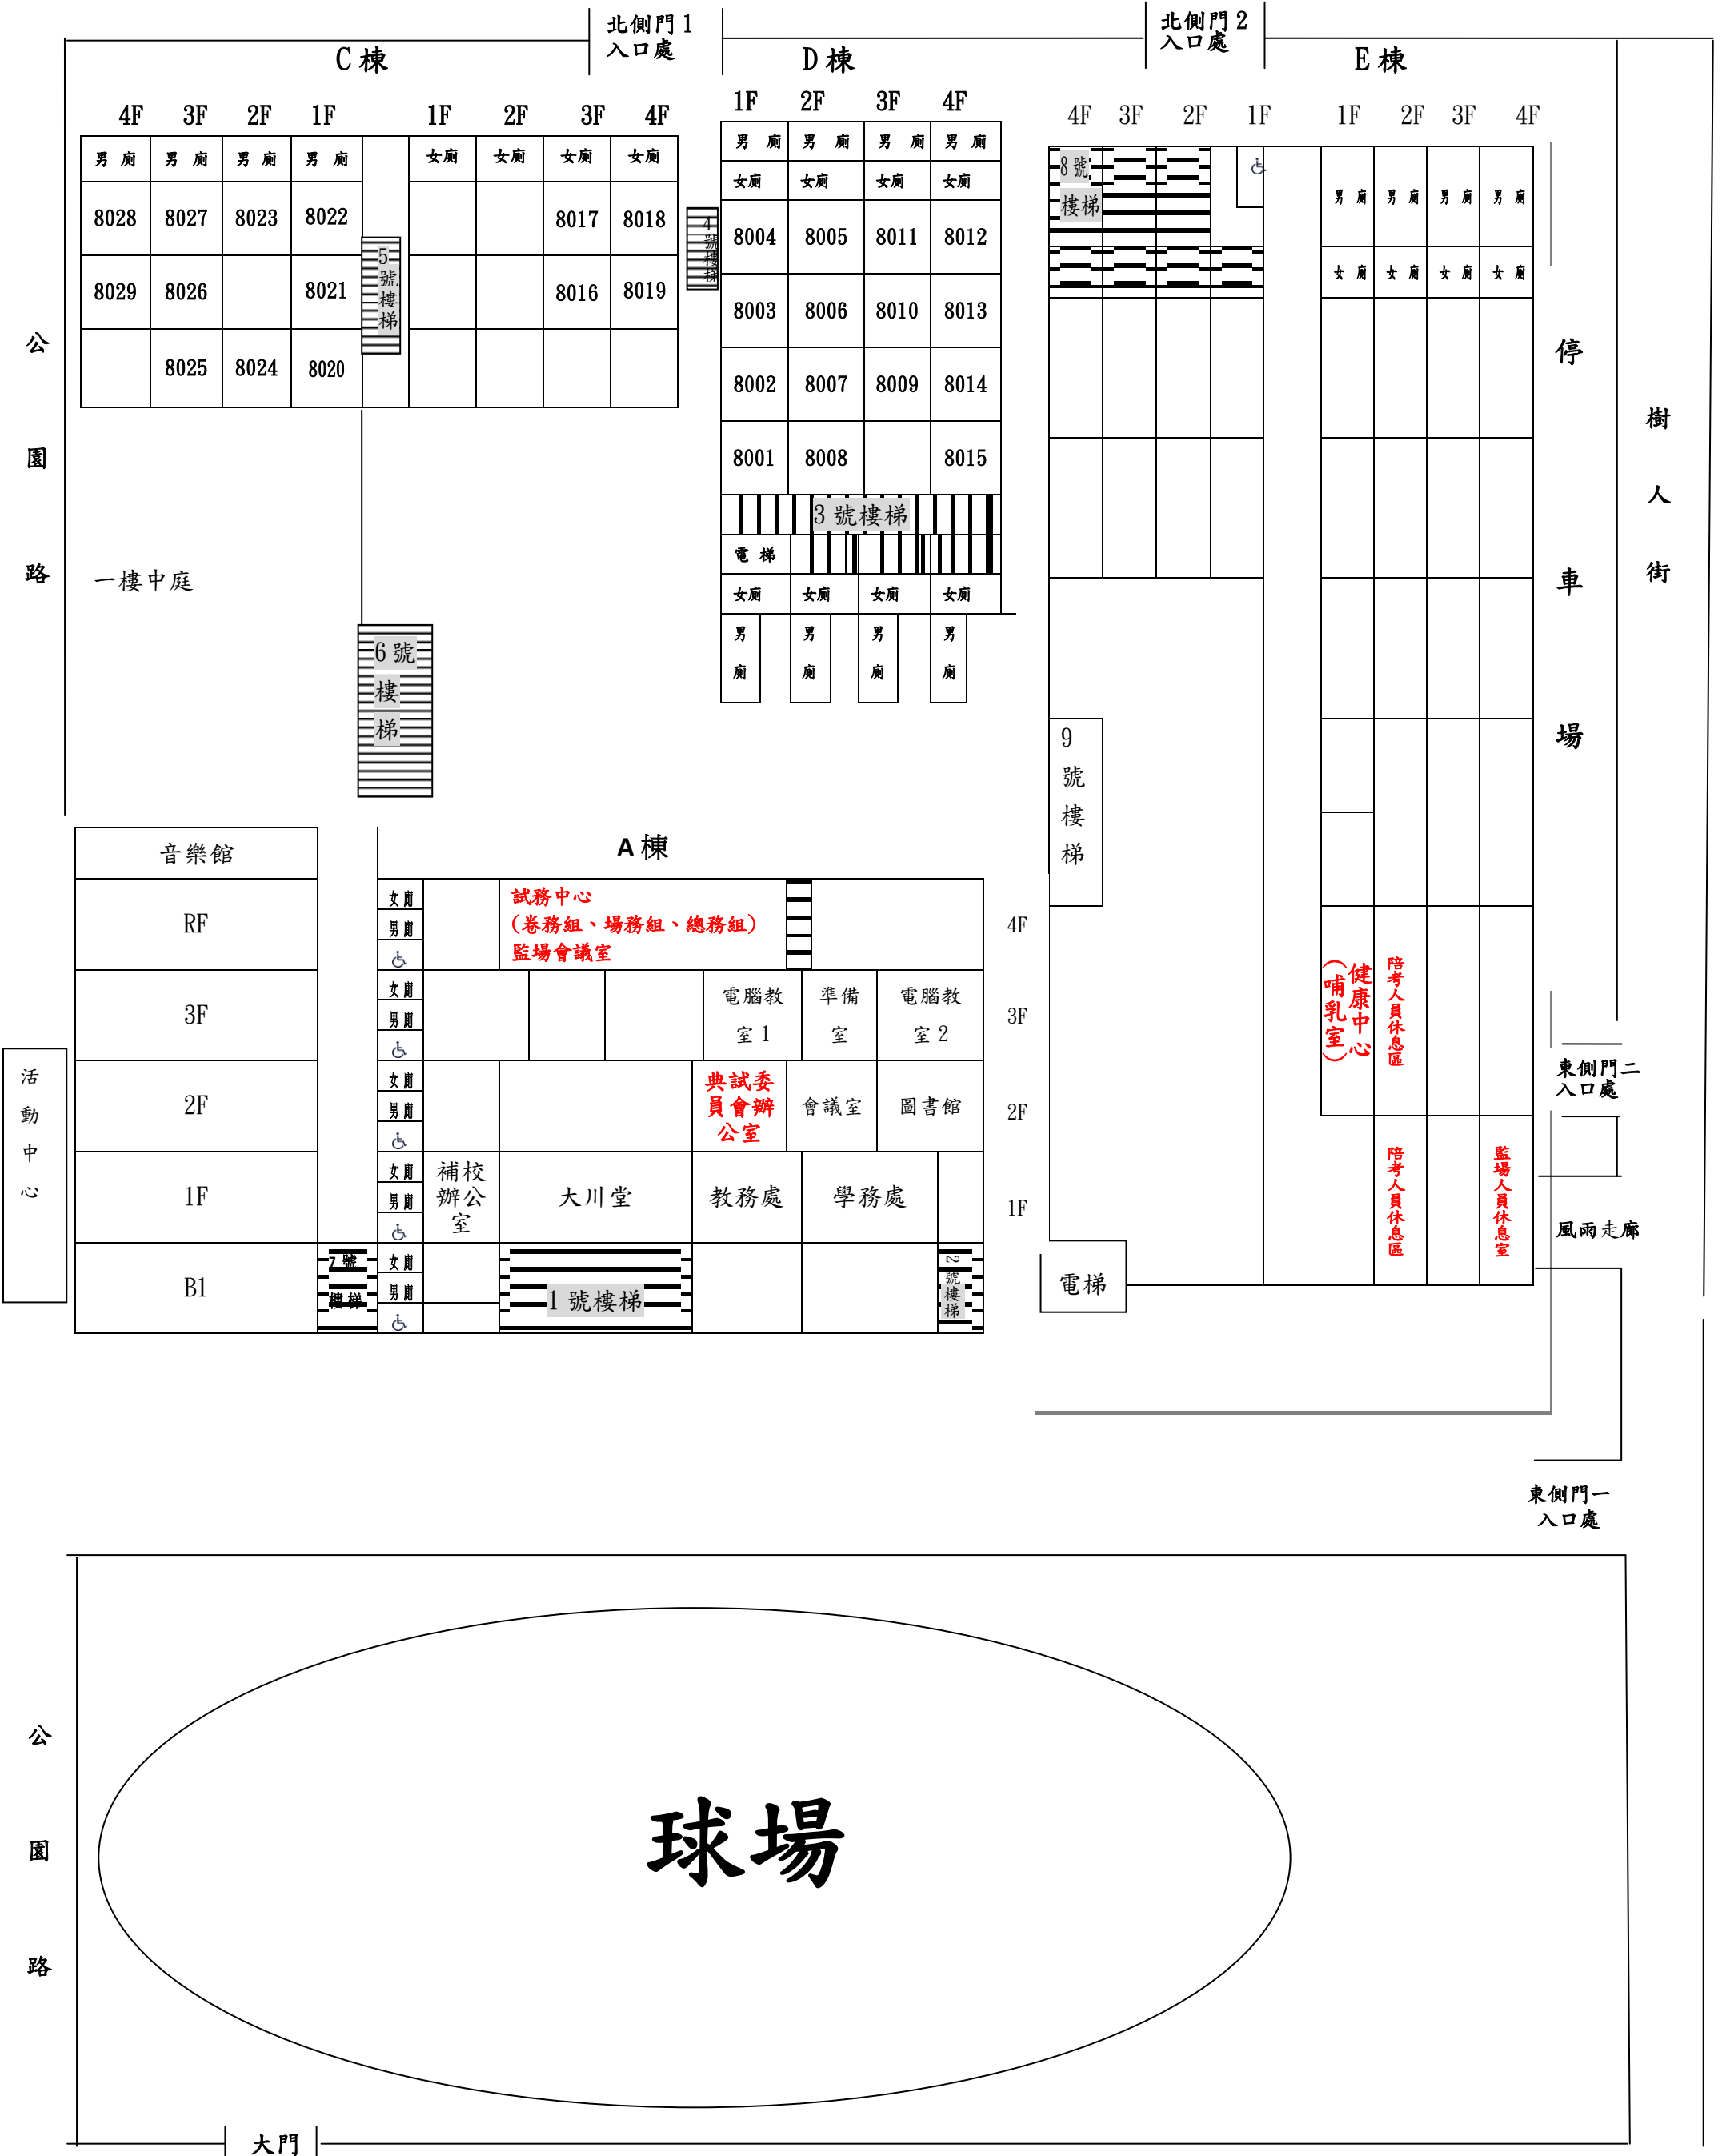 北側門 1
入口處
北側門 2
入口處
C 棟
D 棟
E 棟
4F 3F 2F 1F 1F 2F 3F 4F
1F 2F 3F 4F
4F 3F 2F 1F 1F 2F 3F 4F
男 廁 男 廁 男 廁 男 廁 女廁 女廁 女廁 女廁
8028 8027 8023 8022 8017 8018
8029 8026 8021 8016 8019
8025 8024 8020
5號樓梯
4號樓梯
男 廁 男 廁 男 廁 男 廁
女廁 女廁 女廁 女廁
8004 8005 8011 8012
8003 8006 8010 8013
8002 8007 8009 8014
8001 8008 8015
3 號樓梯
電 梯
女廁 女廁 女廁 女廁
男廁 男廁 男廁 男廁
8 號
樓梯
男 廁 男 廁 男 廁 男 廁
女 廁 女 廁 女 廁 女 廁
公園路
停車場
樹人街
一樓中庭
6 號
樓
梯
9
號
樓
梯
音樂館
RF
3F
2F
1F
B1
活動中心
A 棟
女廁
男廁
試務中心
(卷務組、場務組、總務組)
監場會議室
4F
女廁
男廁
電腦教
室 1
準備
室
電腦教
室 2
3F
女廁
男廁
典試委
員會辦
公室
會議室
圖書館
2F
女廁
男廁
補校
辦公
室
大川堂
教務處
學務處
1F
7 號
樓梯
女廁
男廁
1 號樓梯
2號樓梯
電梯
健康中心
(哺乳室)
陪考人員休息區
陪考人員休息區
監場人員休息室
東側門二
入口處
風雨走廊
東側門一
入口處
公園路
球場
大門